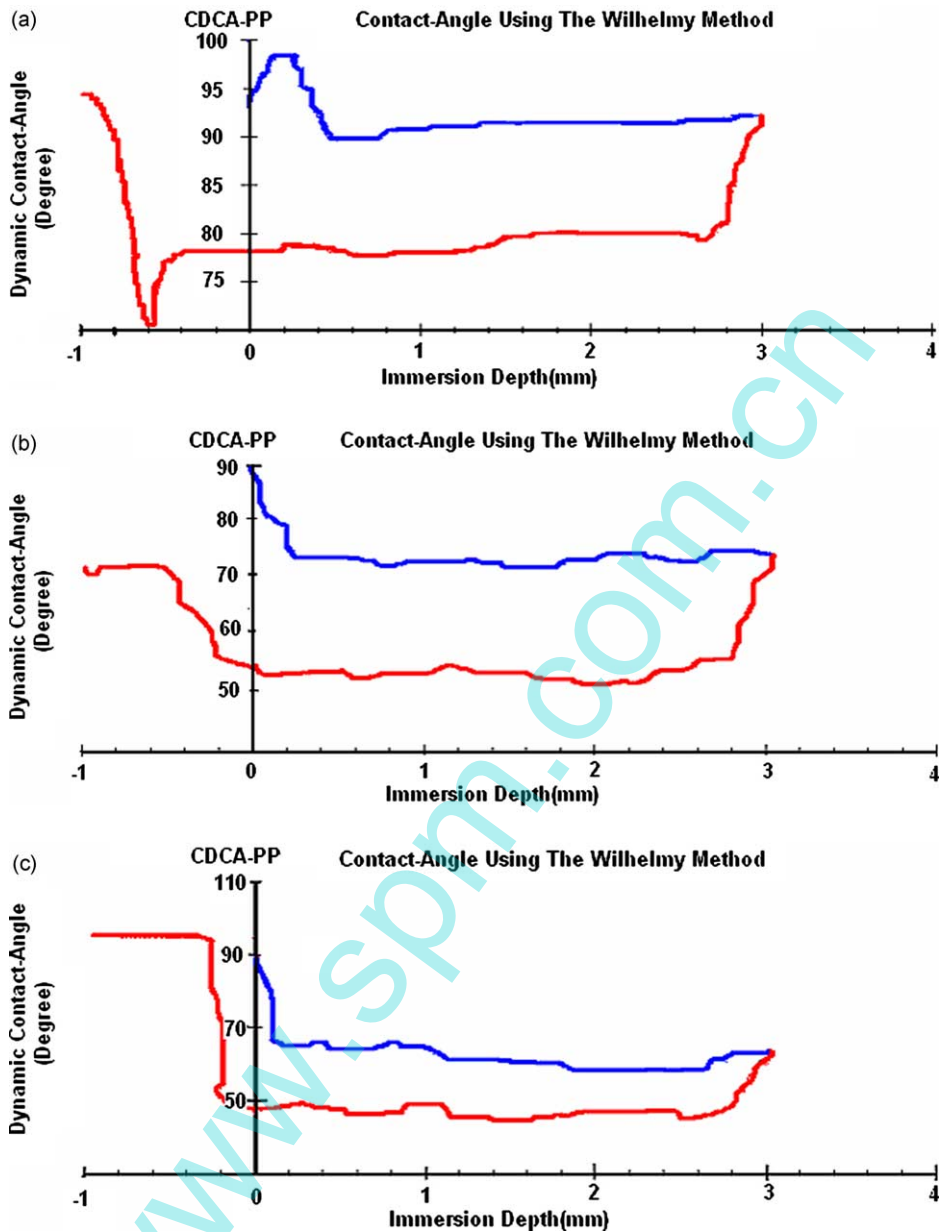 (a)
CDCA-PP
Contact-Angle Using The Wilhelmy Method
Dynamic Contact-Angle
(Degree)
100
95
90
85
80
75
-1
0
1
2
3
4
Immersion Depth(mm)
(b)
CDCA-PP
Contact-Angle Using The Wilhelmy Method
Dynamic Contact-Angle
(Degree)
90
80
70
60
50
-1
0
1
2
3
4
Immersion Depth(mm)
(c)
CDCA-PP
Contact-Angle Using The Wilhelmy Method
Dynamic Contact-Angle
(Degree)
110
90
70
50
-1
0
1
2
3
4
Immersion Depth(mm)
www.spm.com.cn